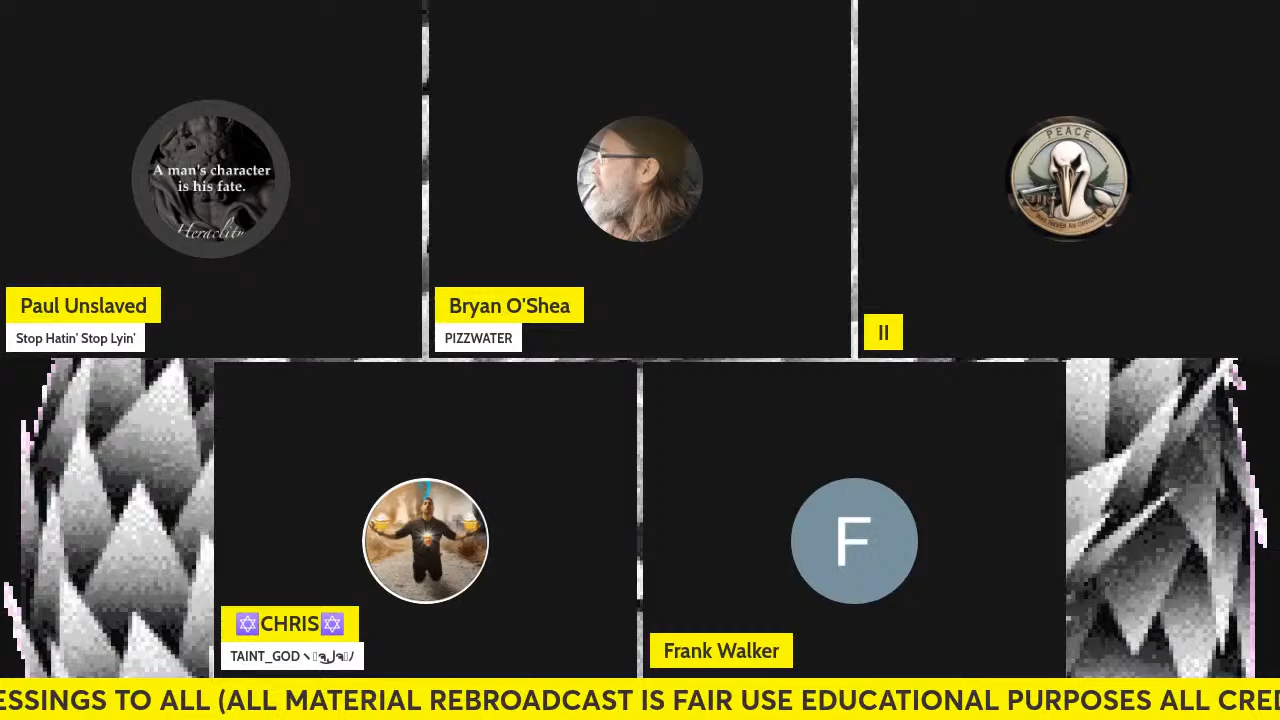 A man's character
is his fate.
Paul Unslaved
Stop Hatin' Stop Lyin'
Bryan O'Shea
PIZZWATER
PEACE
II
✡CHRIS✡
TAINT_GOD
F
Frank Walker
ESSINGS TO ALL (ALL MATERIAL REBROADCAST IS FAIR USE EDUCATIONAL PURPOSES ALL CRE